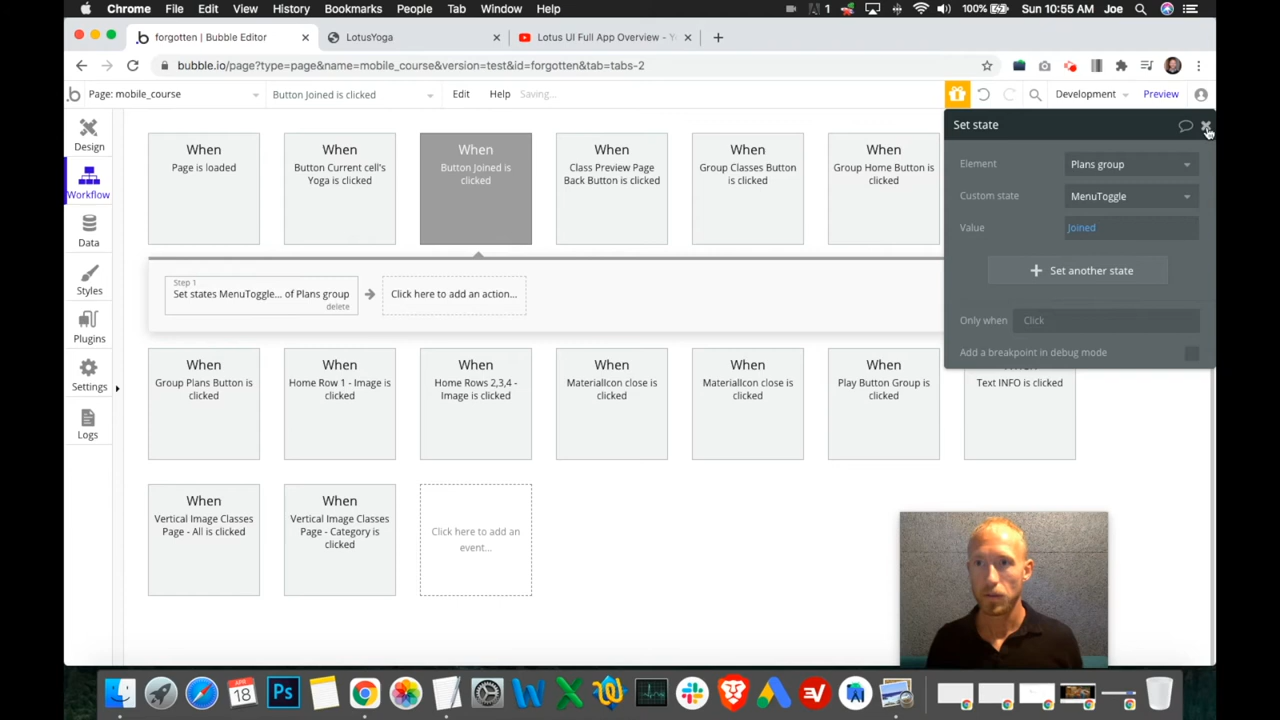 Chrome File Edit View History Bookmarks People Tab Window Help
1 100% Sun 10:55 AM Joe
forgotten | Bubble Editor
LotusYoga
Lotus UI Full App Overview - Y
bubble.io/page?type=page&name=mobile_course&version=test&id=forgotten&tab=tabs-2
Page: mobile_course
Button Joined is clicked
Edit
Help
Saving...
Development
Preview
Design
Workflow
Data
Styles
Plugins
Settings
Logs
When
Page is loaded
When
Button Current cell's
Yoga is clicked
When
Button Joined is
clicked
When
Class Preview Page
Back Button is clicked
When
Group Classes Button
is clicked
When
Group Home Button is
clicked
Set state
Element
Plans group
Custom state
MenuToggle
Value
Joined
Set another state
Only when
Click
Add a breakpoint in debug mode
Step 1
Set states MenuToggle... of Plans group
delete
Click here to add an action...
When
Group Plans Button is
clicked
When
Home Row 1 - Image is
clicked
When
Home Rows 2,3,4 -
Image is clicked
When
MaterialIcon close is
clicked
When
MaterialIcon close is
clicked
When
Play Button Group is
clicked
Text INFO is clicked
When
Vertical Image Classes
Page - All is clicked
When
Vertical Image Classes
Page - Category is
clicked
Click here to add an
event...
APR
18
Ps